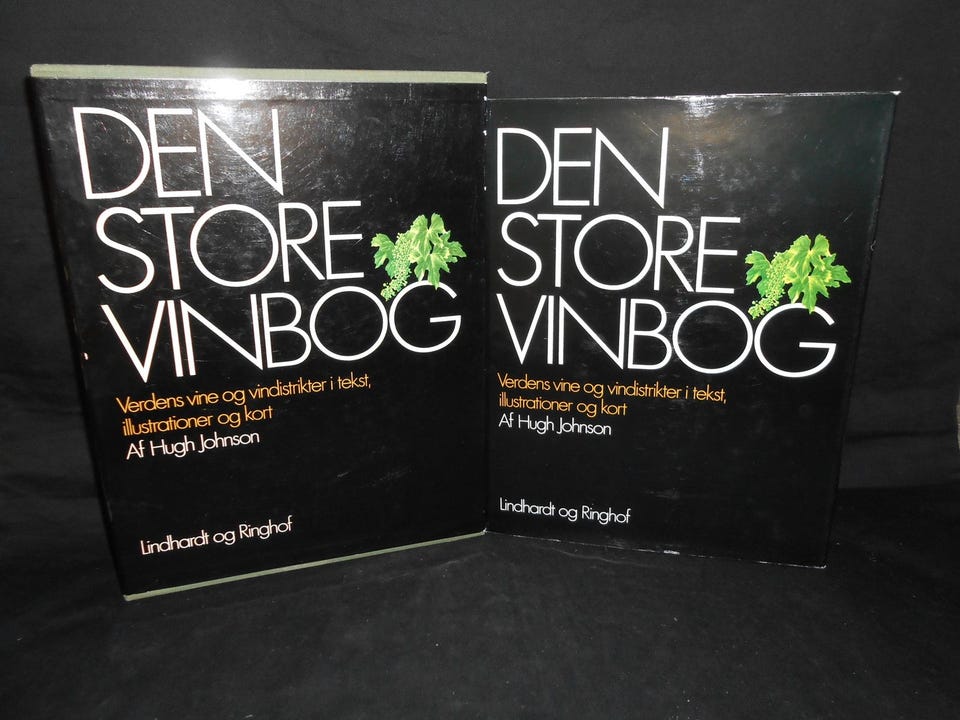 DEN
STORE
VINBOG
Verdens vine og vindistrikter i tekst,
illustrationer og kort
Af Hugh Johnson
Lindhardt og Ringhof
DEN
STORE
VINBOG
Verdens vine og vindistrikter i tekst,
illustrationer og kort
Af Hugh Johnson
Lindhardt og Ringhof